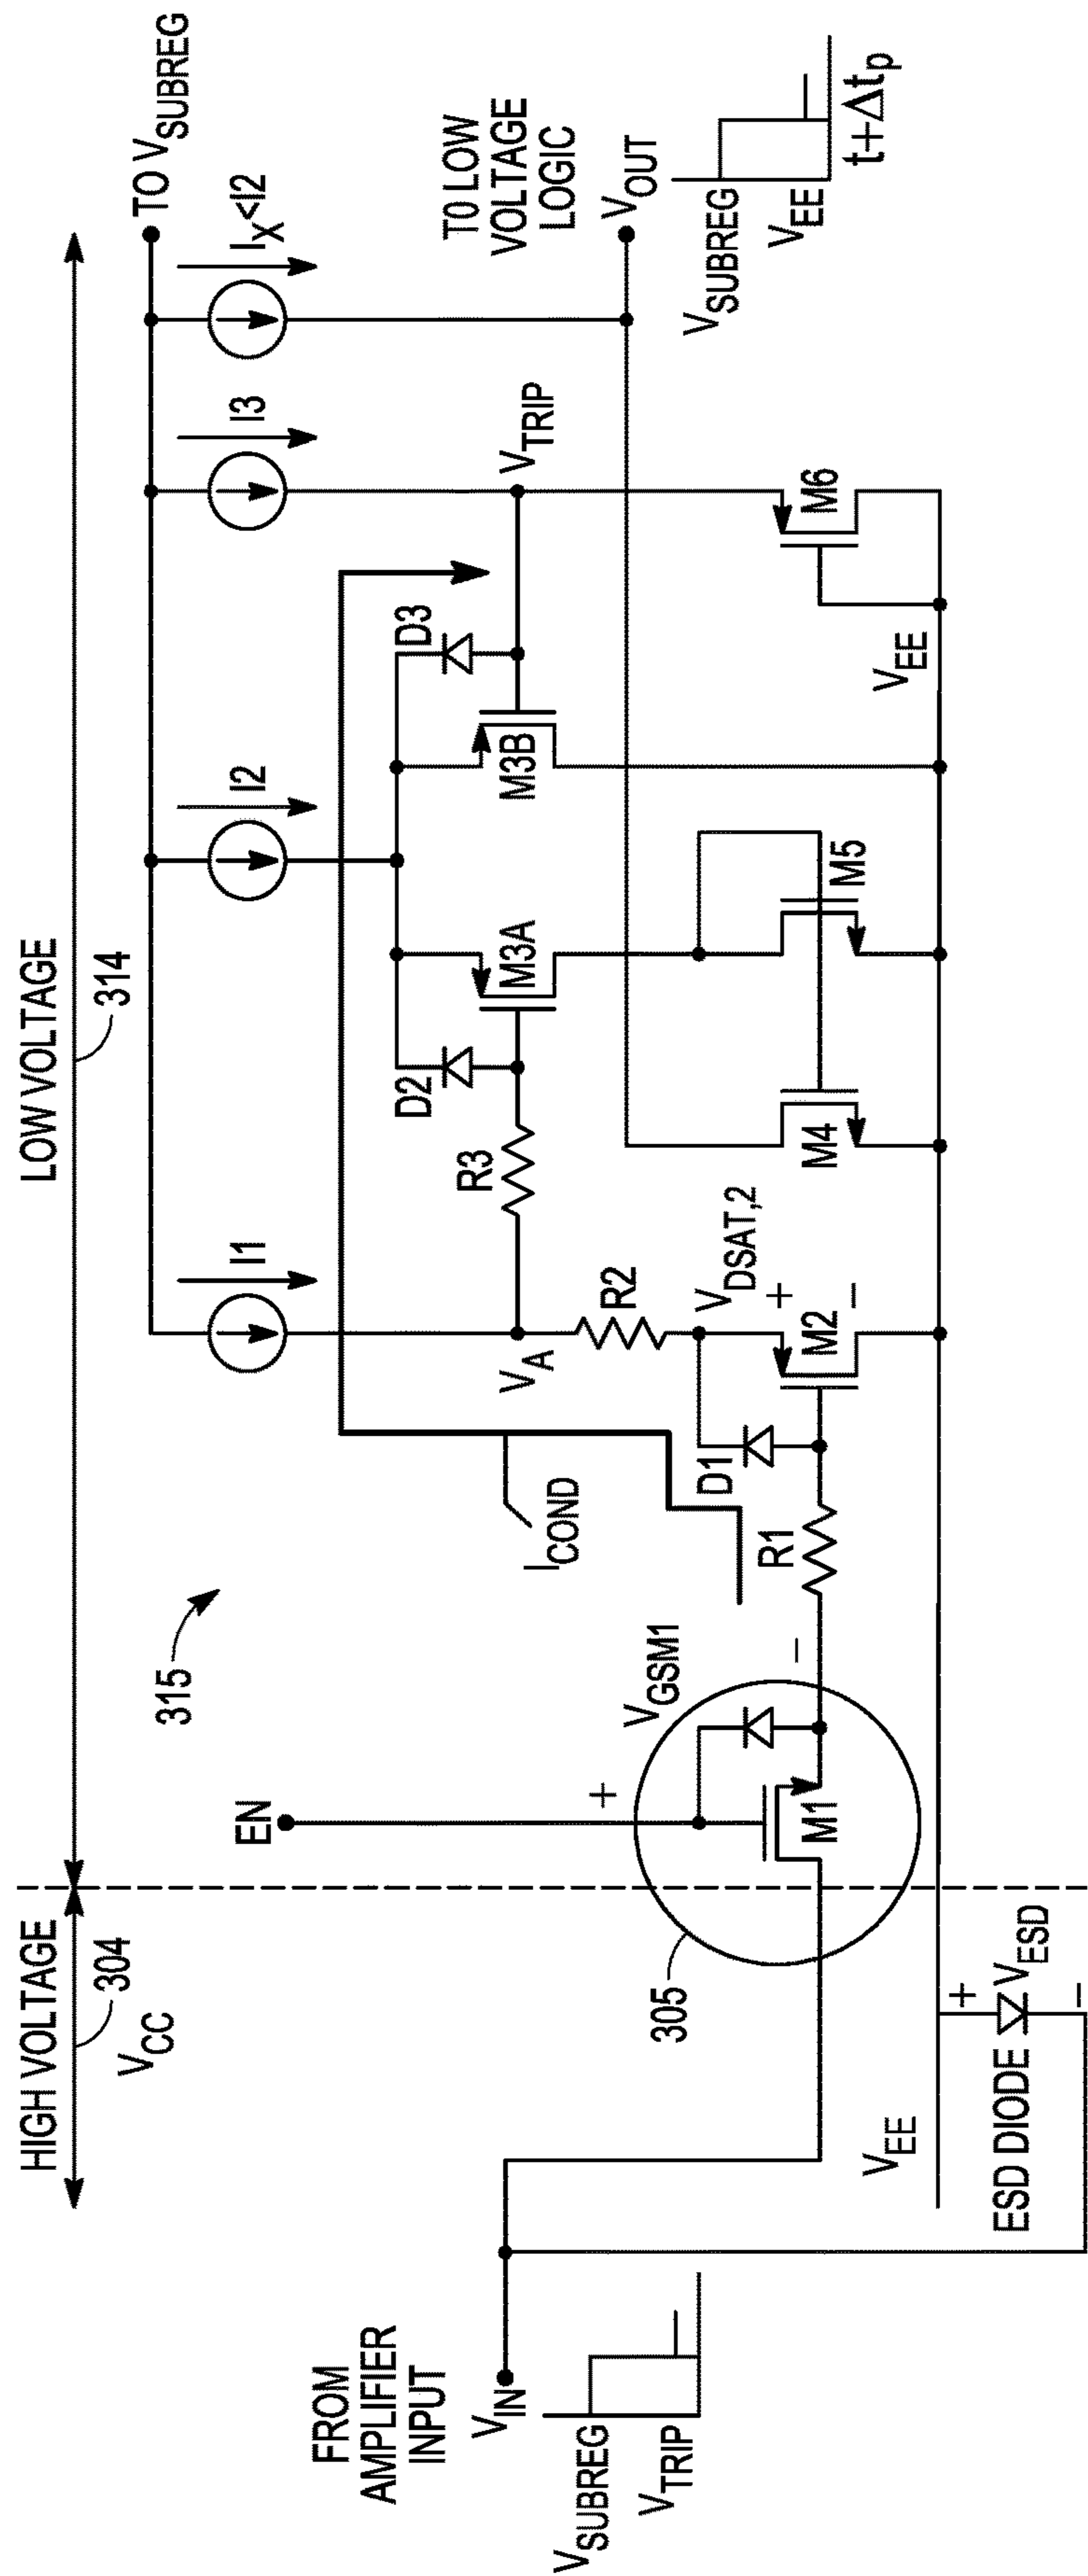 HIGH VOLTAGE
304
V_CC
LOW VOLTAGE
314
315
TO V_SUBREG
I1
I2
I3
I_X<I2
FROM
AMPLIFIER
INPUT
V_IN
V_SUBREG
V_TRIP
EN
+
V_GSM1
−
M1
305
I_COND
R1
D1
V_A
R2
V_DSAT,2
+
−
M2
R3
D2
M3A
M3B
D3
V_TRIP
M4
M5
M6
V_EE
TO LOW
VOLTAGE
LOGIC
V_OUT
V_SUBREG
V_EE
t+Δt_p
V_EE
ESD DIODE
+
V_ESD
−